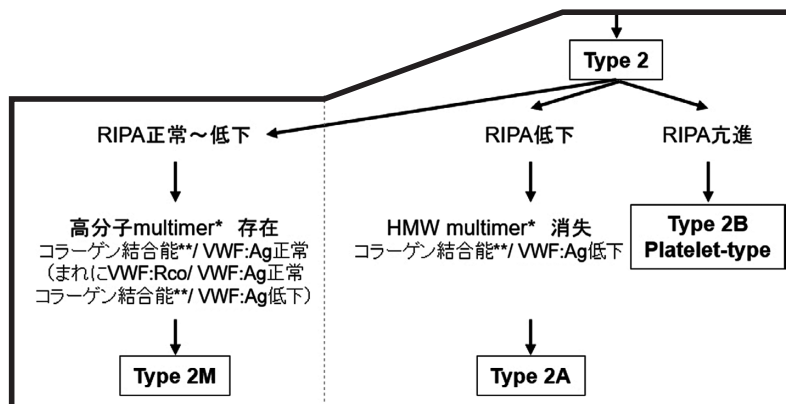 Type 2
RIPA正常～低下
RIPA低下
RIPA亢進
高分子multimer* 存在
コラーゲン結合能**/ VWF:Ag正常
(まれにVWF:Rco/ VWF:Ag正常
コラーゲン結合能**/ VWF:Ag低下)
HMW multimer* 消失
コラーゲン結合能**/ VWF:Ag低下
Type 2B
Platelet-type
Type 2M
Type 2A